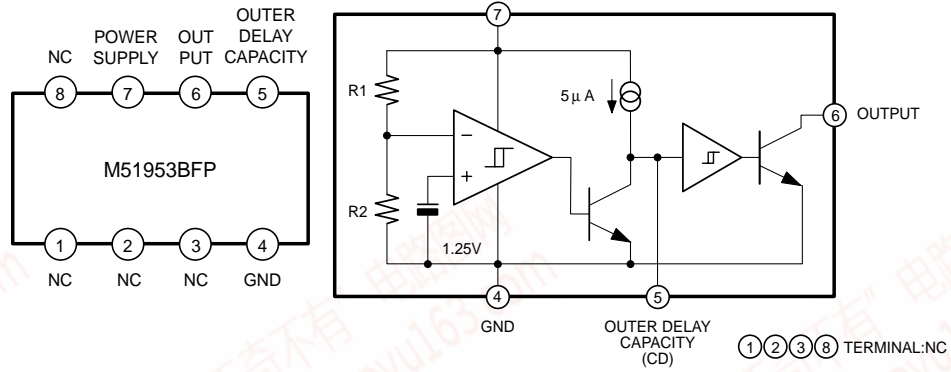 OUTER
DELAY
CAPACITY
POWER
SUPPLY
OUT
PUT
NC
8
7
6
5
M51953BFP
1
2
3
4
NC
NC
NC
GND
7
R1
5μA
6
OUTPUT
−
+
R2
1.25V
4
GND
5
OUTER DELAY
CAPACITY
(CD)
1 2 3 8 TERMINAL:NC